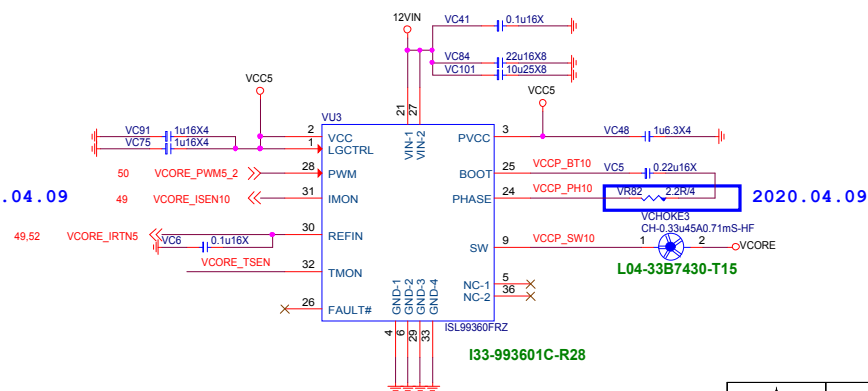 12VIN
VC41
0.1u16X
VC84
22u16X8
VC101
10u25X8
VCC5
VCC5
21
27
VU3
VC91
1u16X4
VC75
1u16X4
2
VCC
1
LGCTRL
VIN-1
VIN-2
PVCC
3
VC48
1u6.3X4
50
VCORE_PWM5_2
28
PWM
BOOT
25
VCCP_BT10
VC5
0.22u16X
.04.09
49
VCORE_ISEN10
31
IMON
PHASE
24
VCCP_PH10
VR82
2.2R/4
2020.04.09
VCHOKE3
CH-0.33u45A0.71mS-HF
49,52
VCORE_IRTN5
30
REFIN
VC6
0.1u16X
SW
9
VCCP_SW10
1
2
VCORE
L04-33B7430-T15
VCORE_TSEN
32
TMON
NC-1
5
NC-2
36
26
FAULT#
GND-1
GND-2
GND-3
GND-4
4
6
29
33
ISL99360FRZ
I33-993601C-R28